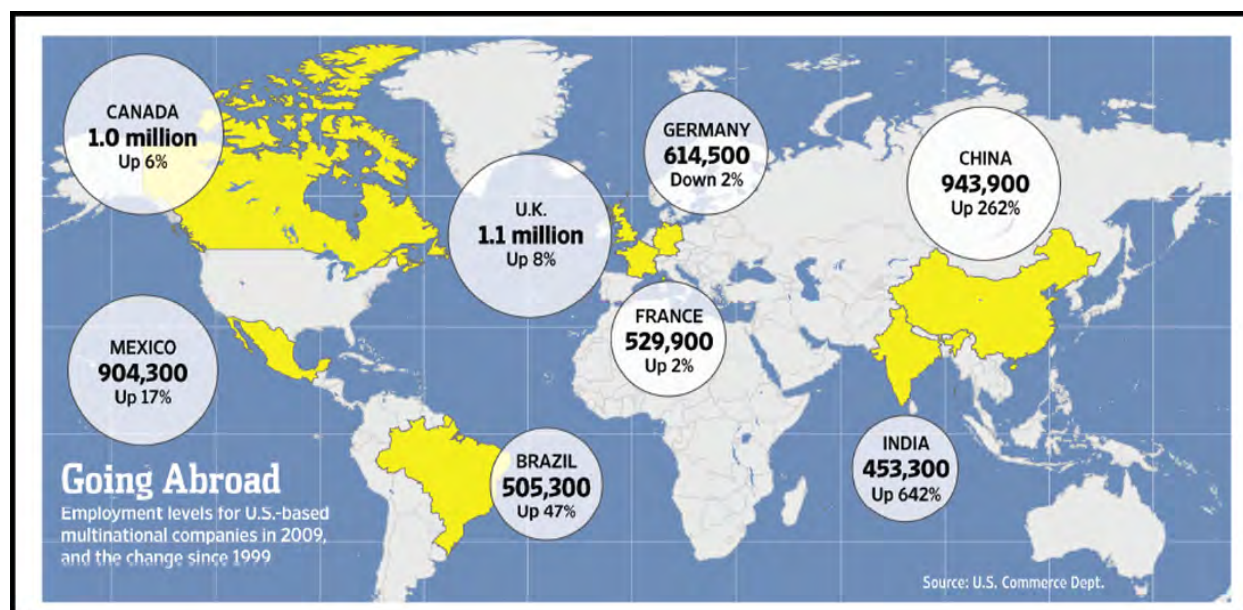 CANADA
1.0 million
Up 6%
U.K.
1.1 million
Up 8%
GERMANY
614,500
Down 2%
CHINA
943,900
Up 262%
MEXICO
904,300
Up 17%
FRANCE
529,900
Up 2%
BRAZIL
505,300
Up 47%
INDIA
453,300
Up 642%
Going Abroad
Employment levels for U.S.-based
multinational companies in 2009,
and the change since 1999
Source: U.S. Commerce Dept.